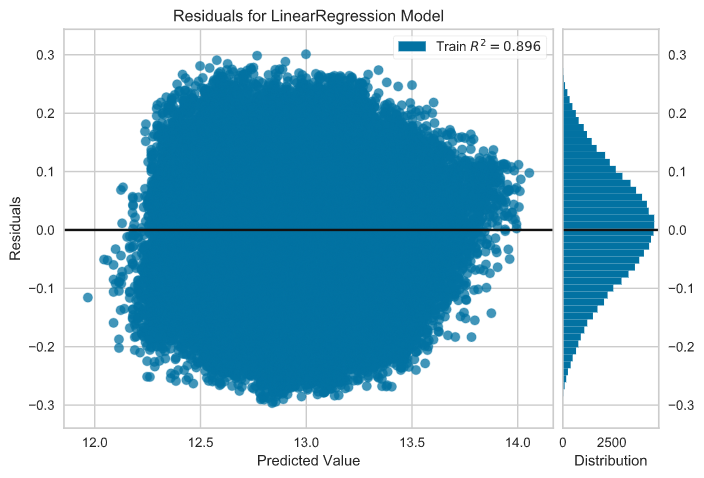 Residuals for LinearRegression Model
Train R² = 0.896
0.3
0.2
0.1
0.0
−0.1
−0.2
−0.3
Residuals
12.0 12.5 13.0 13.5 14.0
Predicted Value
0.3
0.2
0.1
0.0
−0.1
−0.2
−0.3
0 2500
Distribution